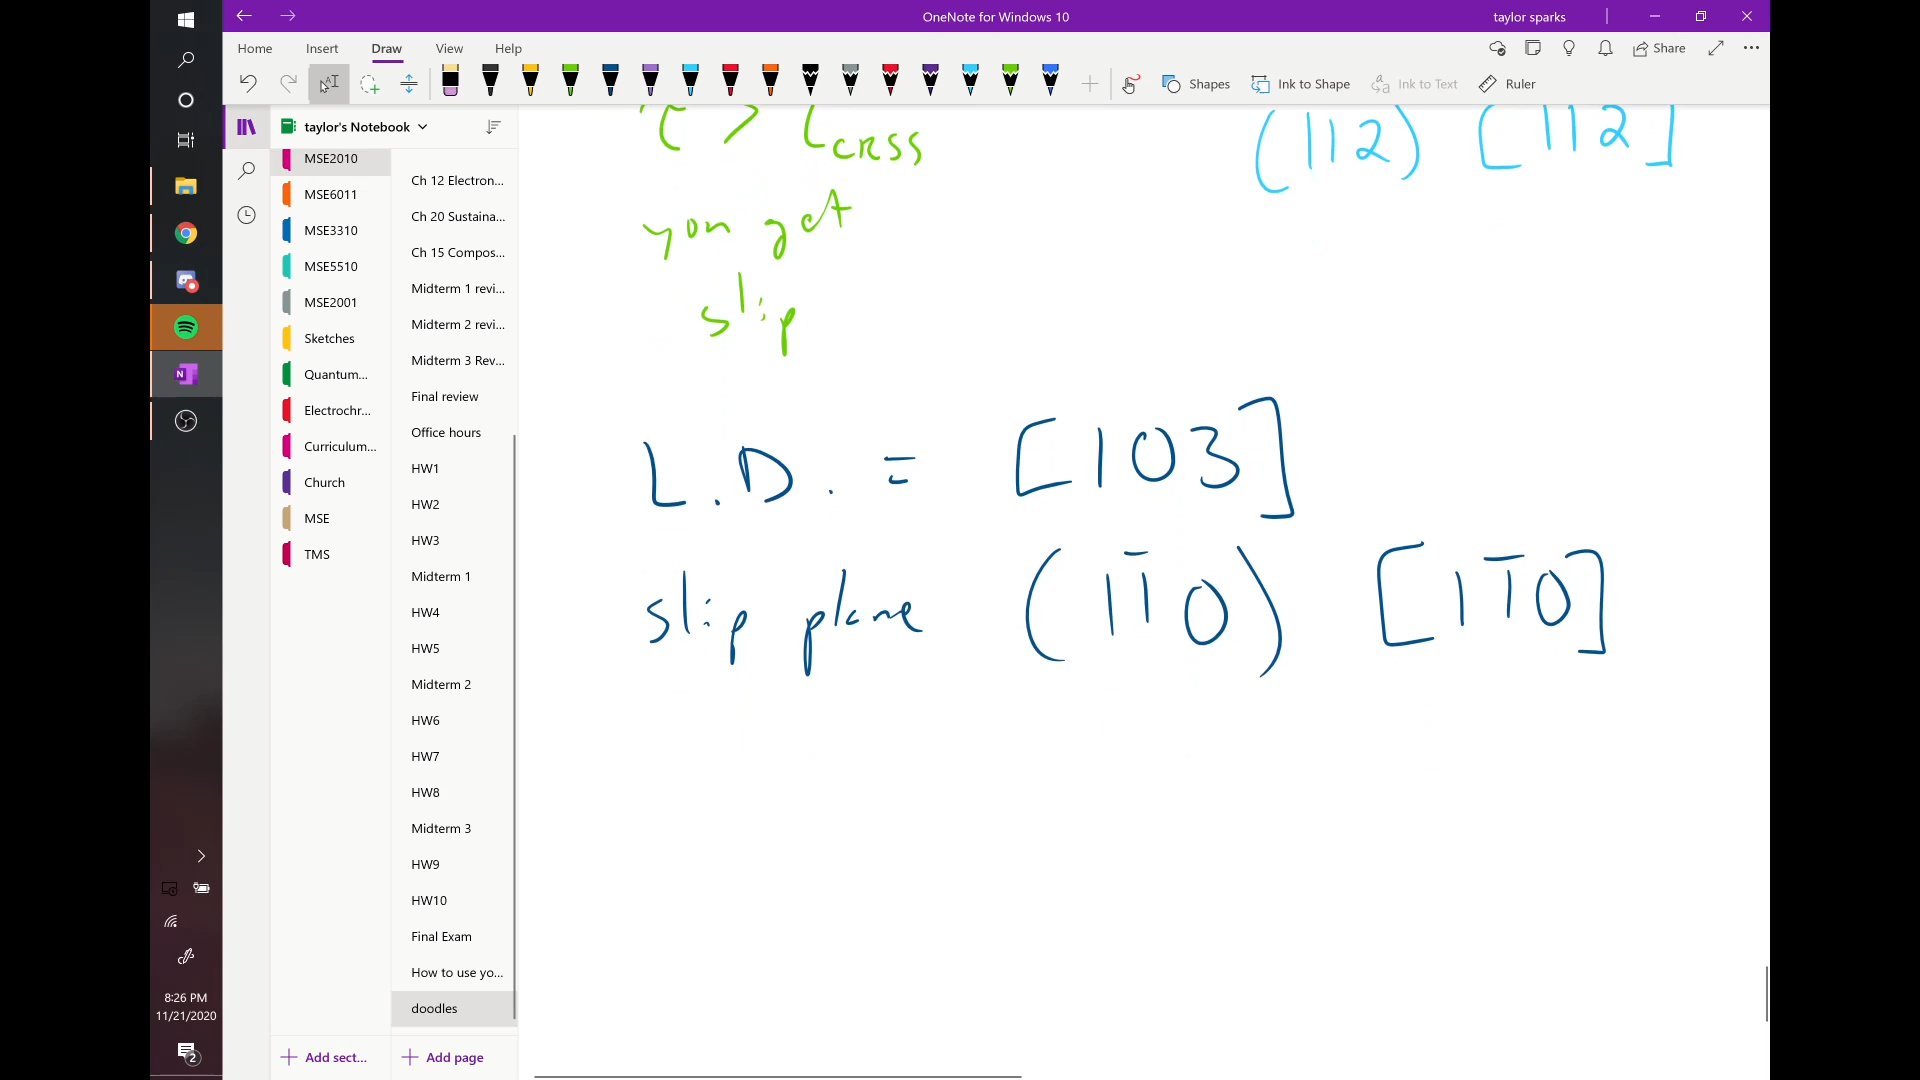 OneNote for Windows 10
taylor sparks
Home Insert Draw View Help
Share
Shapes Ink to Shape Ink to Text Ruler
taylor's Notebook
MSE2010
MSE6011
MSE3310
MSE5510
MSE2001
Sketches
Quantum...
Electrochr...
Curriculum...
Church
MSE
TMS
Add sect...
Ch 12 Electron...
Ch 20 Sustaina...
Ch 15 Compos...
Midterm 1 revi...
Midterm 2 revi...
Midterm 3 Rev...
Final review
Office hours
HW1
HW2
HW3
Midterm 1
HW4
HW5
Midterm 2
HW6
HW7
HW8
Midterm 3
HW9
HW10
Final Exam
How to use yo...
doodles
Add page
τ > τCRSS
you get
slip
(112) [112]
L.D. = [103]
slip plane (11̄0) [11̄0]
8:26 PM
11/21/2020
2